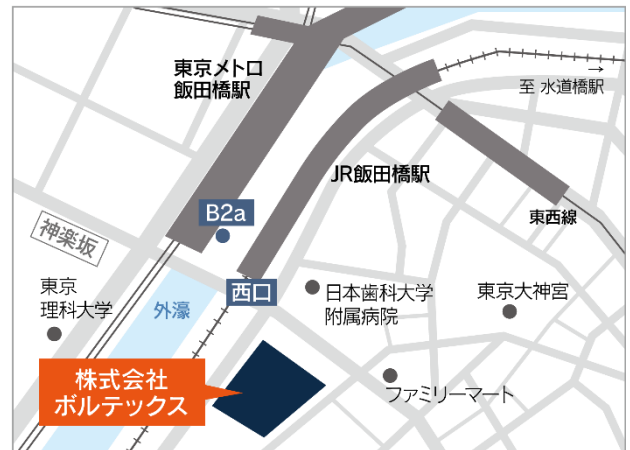 東京メトロ
飯田橋駅
→
至 水道橋駅
JR飯田橋駅
東西線
B2a
神楽坂
西口
東京
理科大学
外濠
日本歯科大学
附属病院
東京大神宮
株式会社
ボルテックス
ファミリーマート